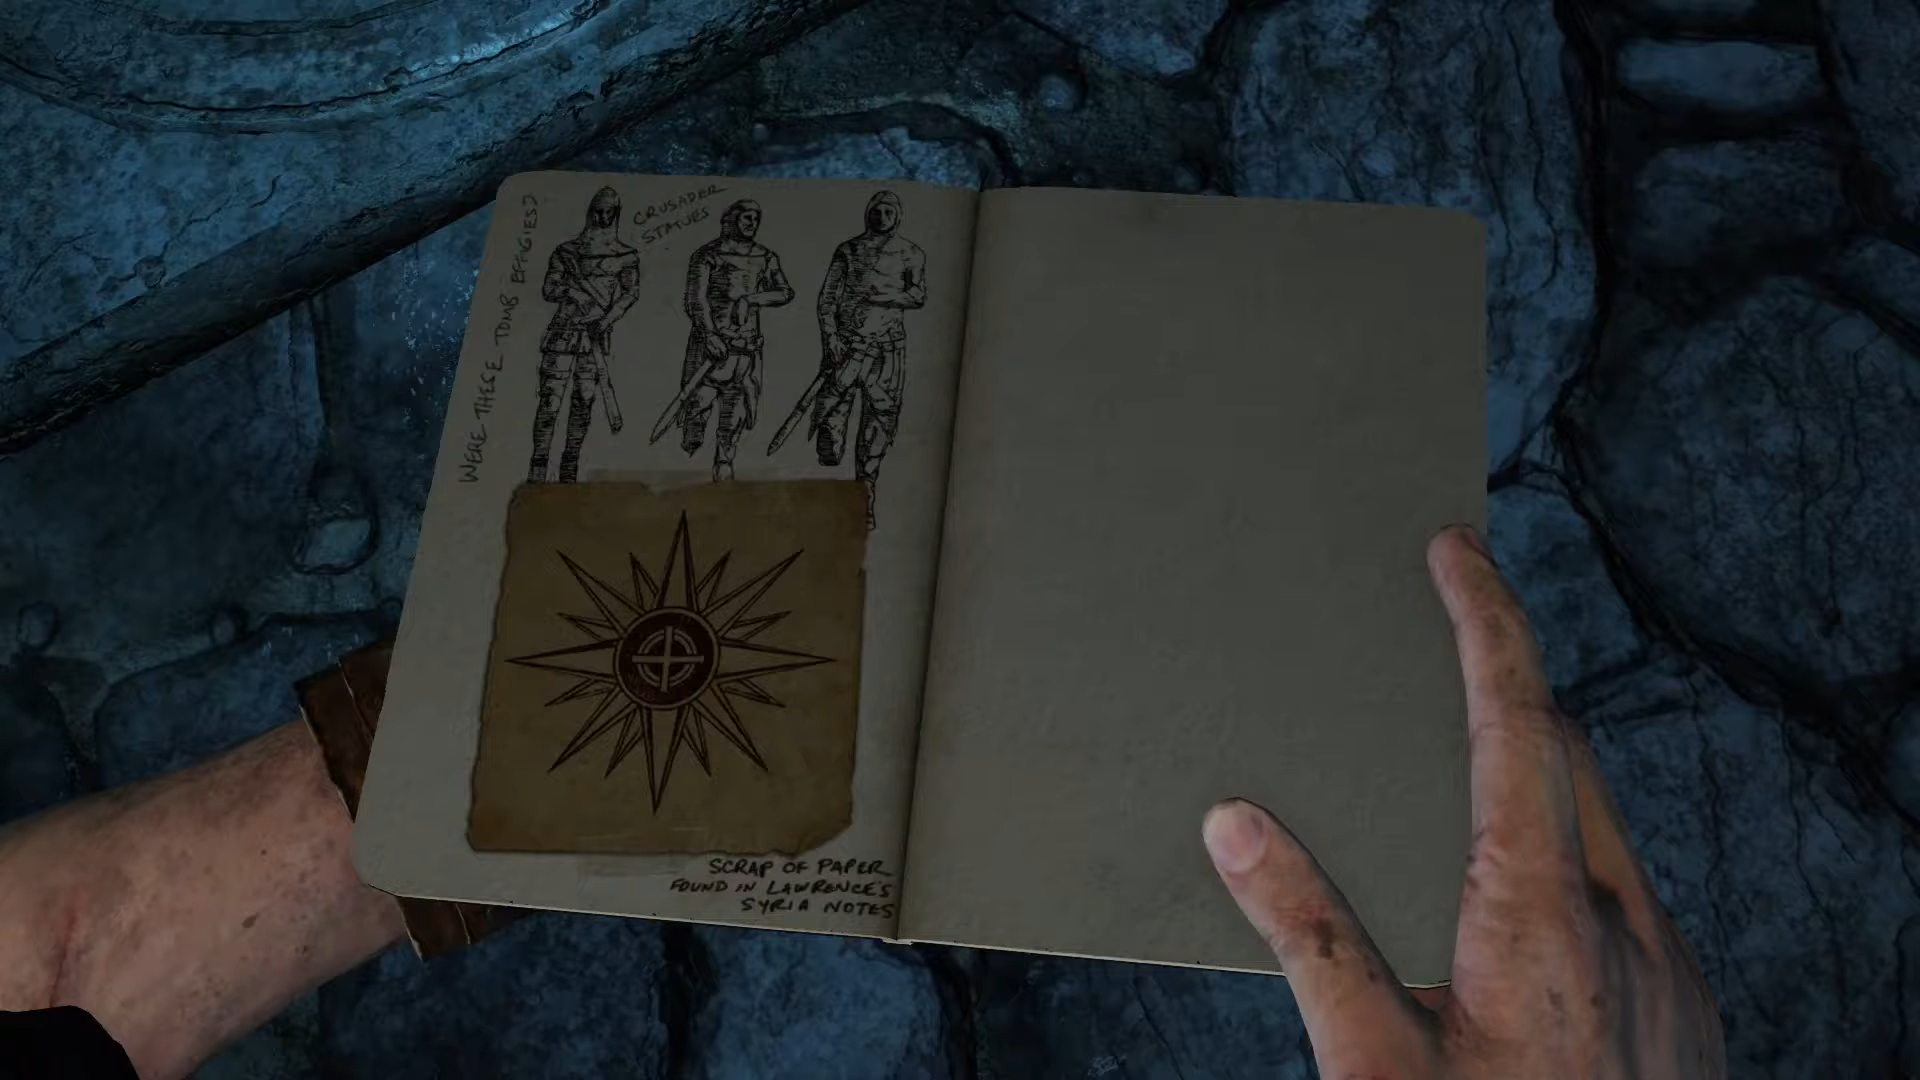 WERE THESE TOMB EFFIGIES?
CRUSADER
STATUES
SCRAP OF PAPER
FOUND IN LAWRENCE'S
SYRIA NOTES